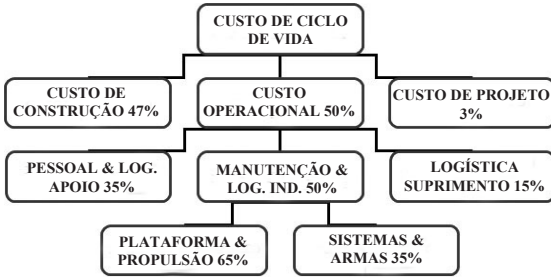 CUSTO DE CICLO
DE VIDA
CUSTO DE
CONSTRUÇÃO 47%
CUSTO
OPERACIONAL 50%
CUSTO DE PROJETO
3%
PESSOAL & LOG.
APOIO 35%
MANUTENÇÃO &
LOG. IND. 50%
LOGÍSTICA
SUPRIMENTO 15%
PLATAFORMA &
PROPULSÃO 65%
SISTEMAS &
ARMAS 35%